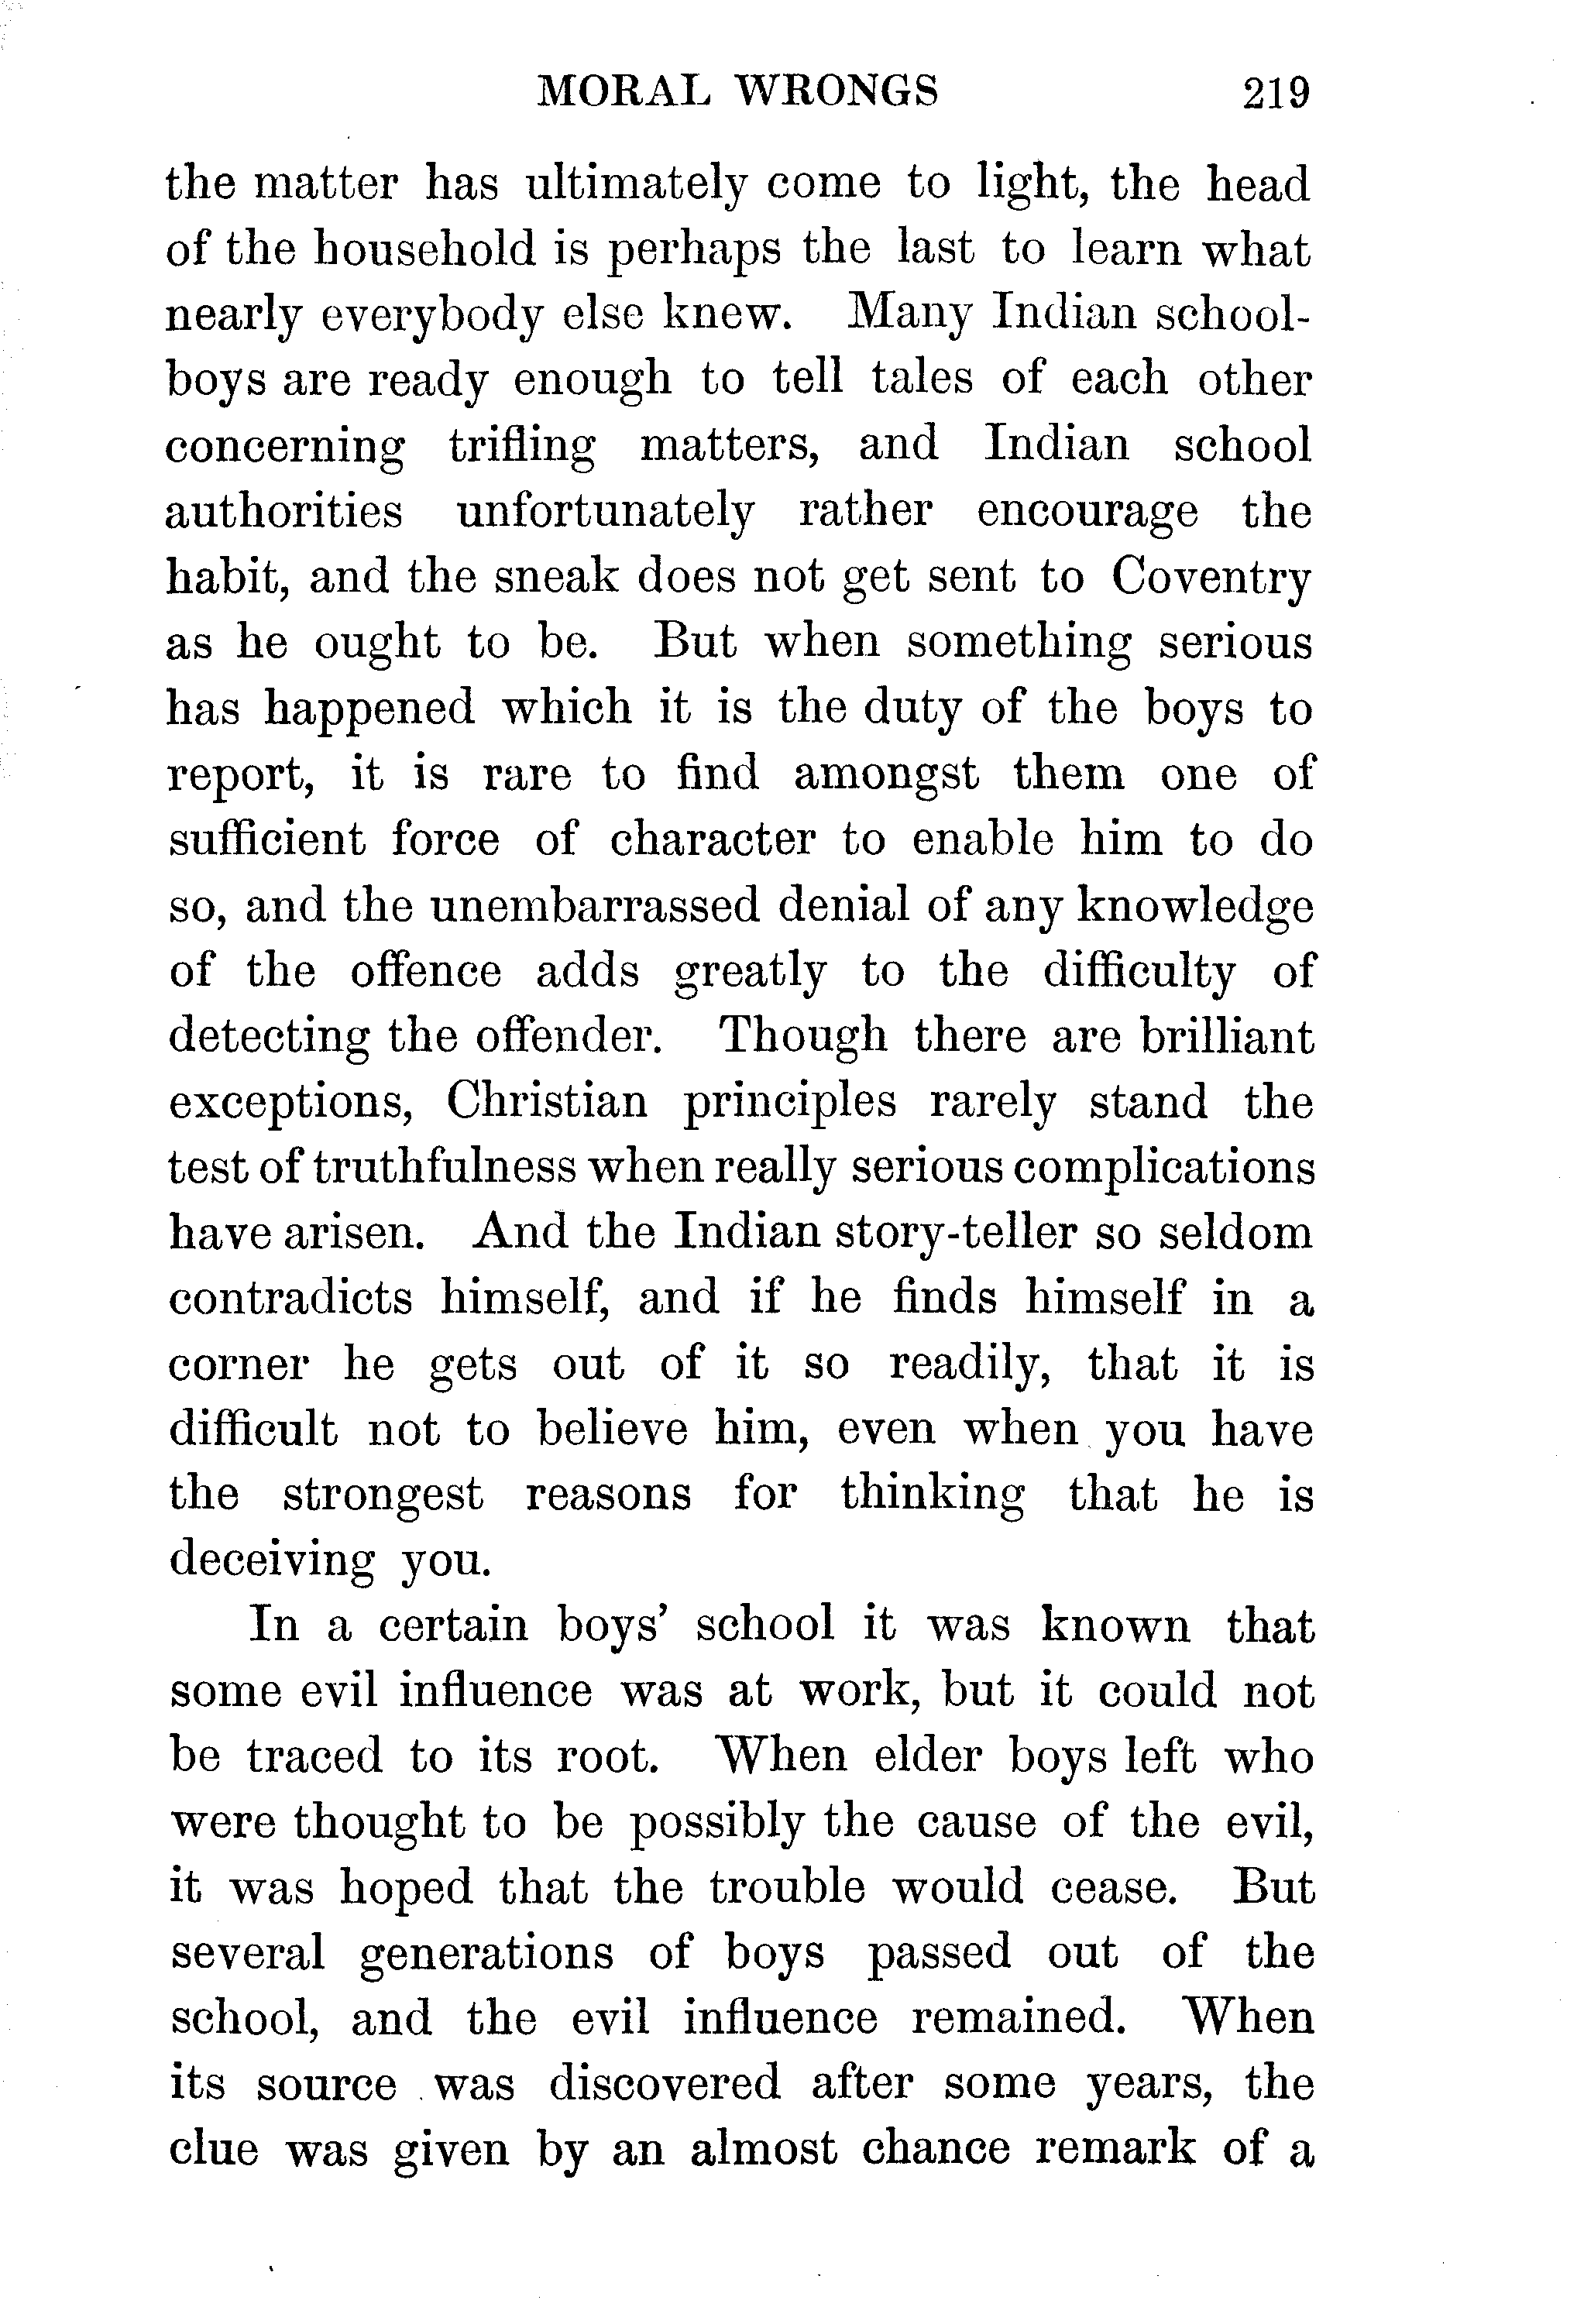 MORAL WRONGS 219
the matter has ultimately come to light, the head
of the household is perhaps the last to learn what
nearly everybody else knew. Many Indian school-
boys are ready enough to tell tales of each other
concerning trifling matters, and Indian school
authorities unfortunately rather encourage the
habit, and the sneak does not get sent to Coventry
as he ought to be. But when something serious
has happened which it is the duty of the boys to
report, it is rare to find amongst them one of
sufficient force of character to enable him to do
so, and the unembarrassed denial of any knowledge
of the offence adds greatly to the difficulty of
detecting the offender. Though there are brilliant
exceptions, Christian principles rarely stand the
test of truthfulness when really serious complications
have arisen. And the Indian story-teller so seldom
contradicts himself, and if he finds himself in a
corner he gets out of it so readily, that it is
difficult not to believe him, even when you have
the strongest reasons for thinking that he is
deceiving you.
In a certain boys' school it was known that
some evil influence was at work, but it could not
be traced to its root. When elder boys left who
were thought to be possibly the cause of the evil,
it was hoped that the trouble would cease. But
several generations of boys passed out of the
school, and the evil influence remained. When
its source was discovered after some years, the
clue was given by an almost chance remark of a